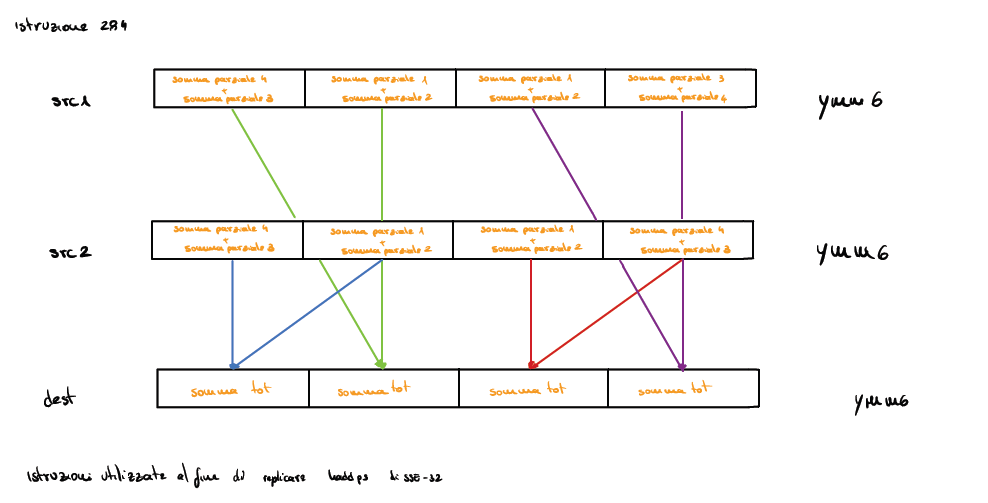 istruzione 284
somma parziale 4 somma parziale 1 somma parziale 1 somma parziale 3
+ + + +
src1 somma parziale 3 somma parziale 2 somma parziale 2 somma parziale 4 ymm6
somma parziale 4 somma parziale 1 somma parziale 1 somma parziale 4
+ + + +
src2 somma parziale 3 somma parziale 2 somma parziale 2 somma parziale 3 ymm6
dest somma tot somma tot somma tot somma tot ymm6
istruzioni utilizzate al fine di replicare haddps di SSE-32